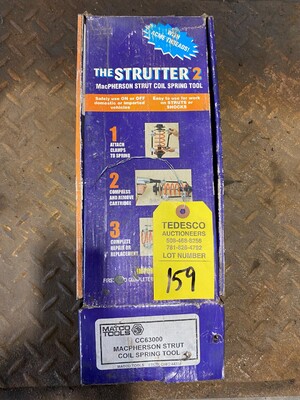 WITH
ACME THREADS!
THE STRUTTER 2
MacPHERSON STRUT COIL SPRING TOOL
Safely use ON or OFF
domestic or imported
vehicles
Easy to use for work
on STRUTS or
SHOCKS
1
ATTACH
CLAMPS
TO SPRING
2
COMPRESS
AND REMOVE
CARTRIDGE
3
COMPLETE
REPAIR OR
REPLACEMENT
TEDESCO
AUCTIONEERS
LOT NUMBER
159
MATCO
TOOLS
CC63000
MACPHERSON STRUT
COIL SPRING TOOL